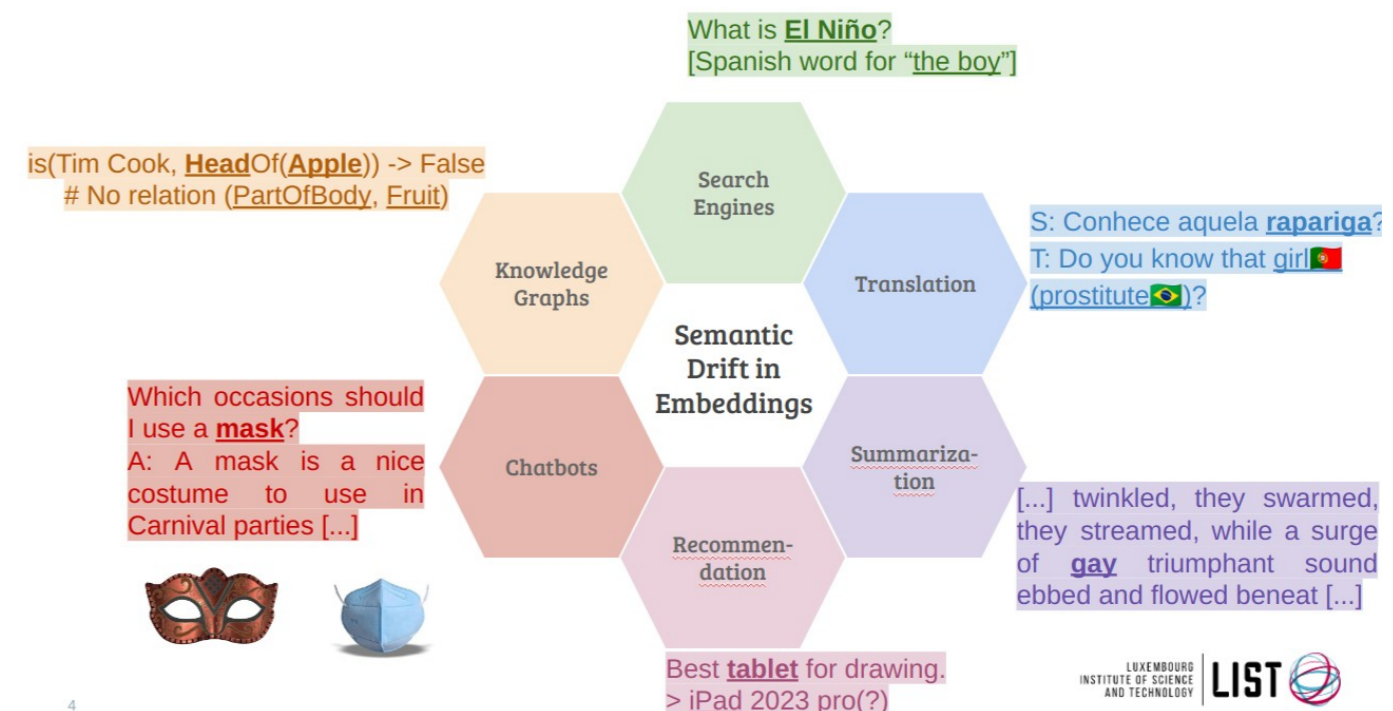 What is El Niño?
[Spanish word for “the boy”]
is(Tim Cook, HeadOf(Apple)) -> False
# No relation (PartOfBody, Fruit)
Search
Engines
Knowledge
Graphs
Translation
S: Conhece aquela rapariga?
T: Do you know that girl🇵🇹
(prostitute🇧🇷)?
Semantic
Drift in
Embeddings
Which occasions should
I use a mask?
A: A mask is a nice
costume to use in
Carnival parties [...]
Chatbots
Summariza-
tion
[...] twinkled, they swarmed,
they streamed, while a surge
of gay triumphant sound
ebbed and flowed beneat [...]
Recommen-
dation
Best tablet for drawing.
> iPad 2023 pro(?)
LUXEMBOURG
INSTITUTE OF SCIENCE
AND TECHNOLOGY
LIST
4